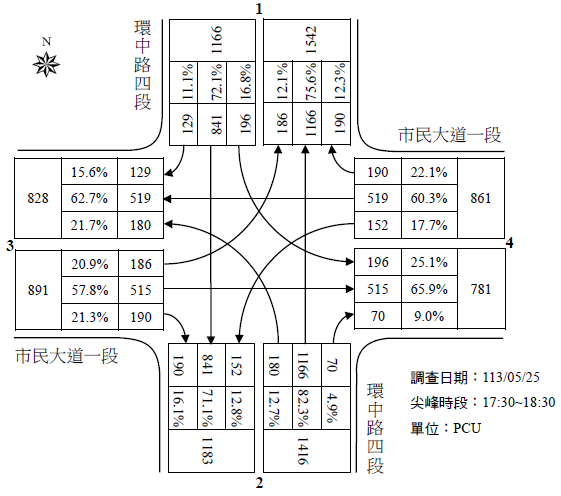 1
N
環中路四段
1166
11.1% 72.1% 16.8%
129 841 196
1542
12.1% 75.6% 12.3%
186 1166 190
市民大道一段
828
15.6% 129
62.7% 519
21.7% 180
190 22.1%
519 60.3%
152 17.7%
861
3
4
891
20.9% 186
57.8% 515
21.3% 190
196 25.1%
515 65.9%
70 9.0%
781
市民大道一段
190 841 152
16.1% 71.1% 12.8%
1183
180 1166 70
12.7% 82.3% 4.9%
1416
環中路四段
2
調查日期：113/05/25
尖峰時段：17:30~18:30
單位：PCU